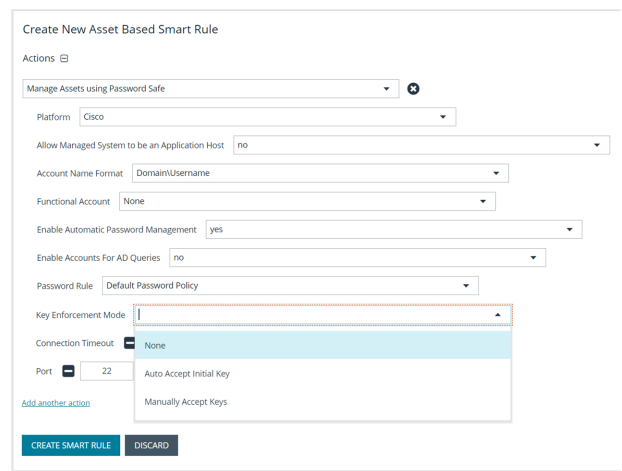 Create New Asset Based Smart Rule
Actions
Manage Assets using Password Safe
Platform Cisco
Allow Managed System to be an Application Host no
Account Name Format Domain\Username
Functional Account None
Enable Automatic Password Management yes
Enable Accounts For AD Queries no
Password Rule Default Password Policy
Key Enforcement Mode
Connection Timeout
None
Port 22
Auto Accept Initial Key
Manually Accept Keys
Add another action
CREATE SMART RULE DISCARD